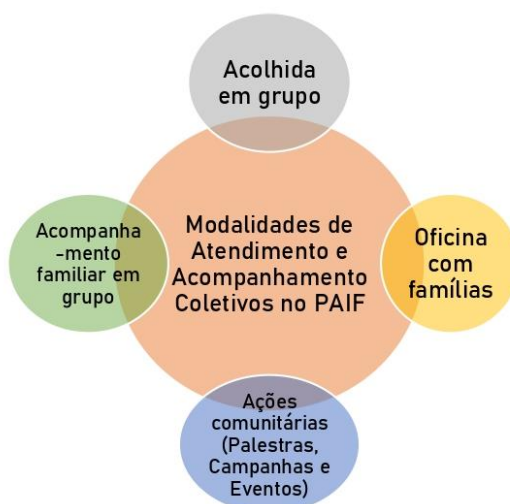 Acolhida
em grupo
Acompanha
-mento
familiar em
grupo
Modalidades de
Atendimento e
Acompanhamento
Coletivos no PAIF
Oficina
com
famílias
Ações
comunitárias
(Palestras,
Campanhas e
Eventos)